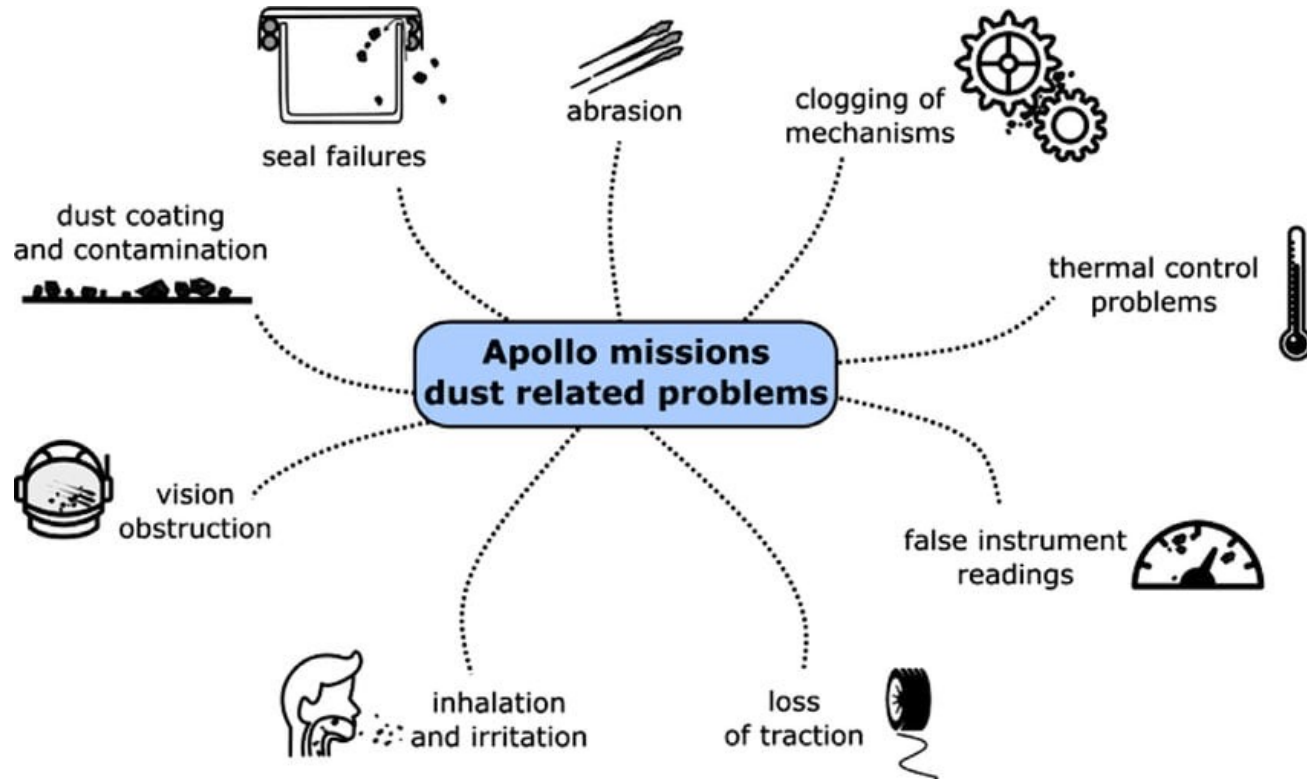 seal failures
abrasion
clogging of
mechanisms
dust coating
and contamination
thermal control
problems
Apollo missions
dust related problems
vision
obstruction
false instrument
readings
inhalation
and irritation
loss
of traction